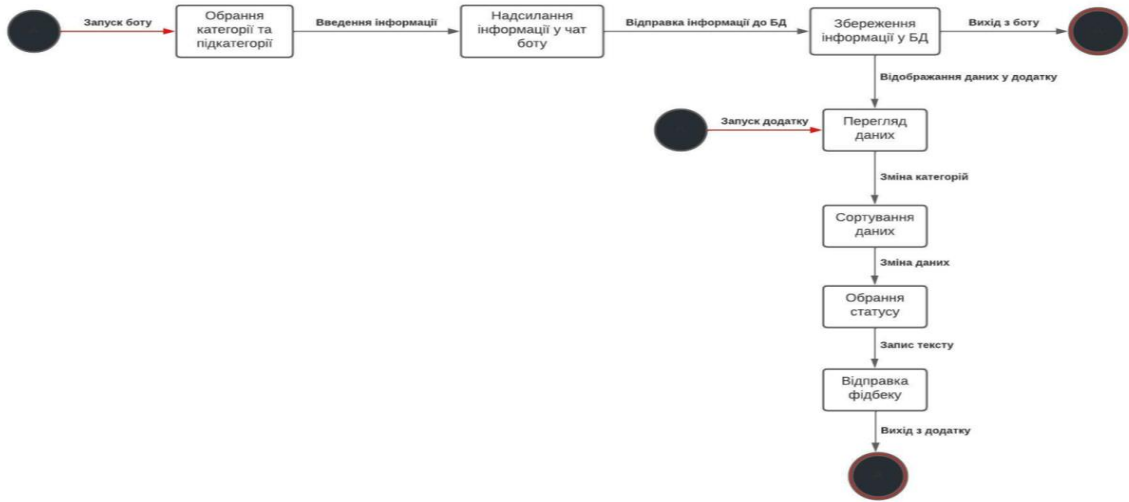 Запуск боту
Обрання
категорії та
підкатегорії
Введення інформації
Надсилання
інформації у чат
боту
Відправка інформації до БД
Збереження
інформації у БД
Вихід з боту
Відображання даних у додатку
Запуск додатку
Перегляд
даних
Зміна категорій
Сортування
даних
Зміна даних
Обрання
статусу
Запис тексту
Відправка
фідбеку
Вихід з додатку